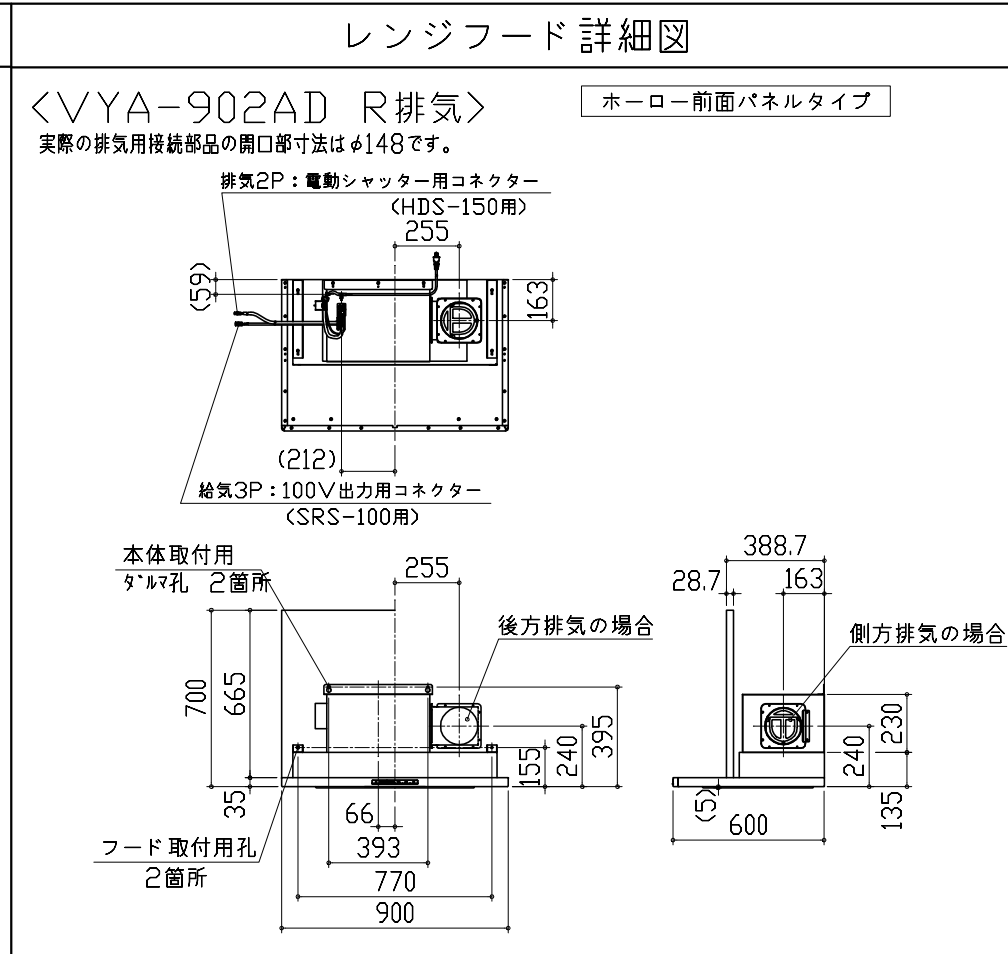 レンジフード詳細図
<VYA-902AD R排気>
ホーロー前面パネルタイプ
実際の排気用接続部品の開口部寸法はφ148です。
排気2P：電動シャッター用コネクター
(HDS-150用)
255
(59)
163
(212)
給気3P：100V出力用コネクター
(SRS-100用)
本体取付用
ダルマ孔 2箇所
255
後方排気の場合
700
665
35
395
240
155
66
393
770
900
フード取付用孔
2箇所
388.7
28.7
163
側方排気の場合
230
240
135
(5)
600